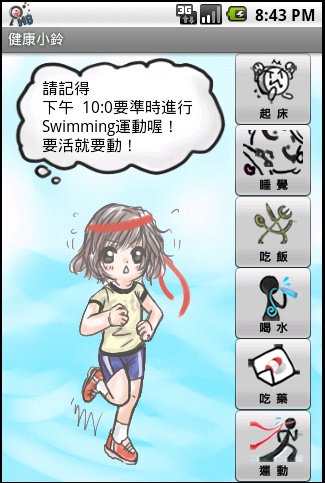 3G
8:43 PM
健康小鈴
請記得
下午 10:0要準時進行
Swimming運動喔！
要活就要動！
起床
睡覺
吃飯
喝水
吃藥
運動